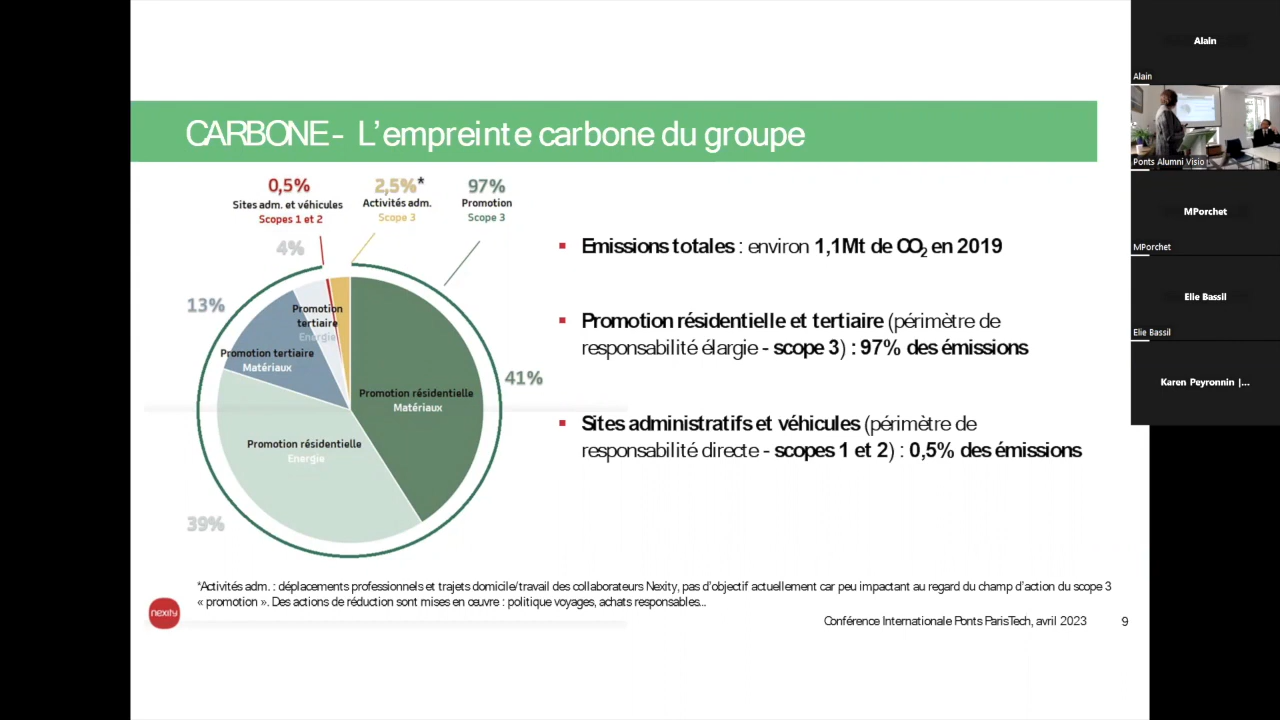 CARBONE - L'empreinte carbone du groupe
0,5%
Sites adm. et véhicules
Scopes 1 et 2
2,5%*
Activités adm.
Scope 3
97%
Promotion
Scope 3
4%
13%
41%
39%
Promotion
tertiaire
Energie
Promotion tertiaire
Matériaux
Promotion résidentielle
Matériaux
Promotion résidentielle
Energie
▪ Emissions totales : environ 1,1Mt de CO2 en 2019
▪ Promotion résidentielle et tertiaire (périmètre de
responsabilité élargie - scope 3) : 97% des émissions
▪ Sites administratifs et véhicules (périmètre de
responsabilité directe - scopes 1 et 2) : 0,5% des émissions
*Activités adm. : déplacements professionnels et trajets domicile/travail des collaborateurs Nexity, pas d'objectif actuellement car peu impactant au regard du champ d'action du scope 3
« promotion ». Des actions de réduction sont mises en œuvre : politique voyages, achats responsables...
nexity
Conférence Internationale Ponts ParisTech, avril 2023
9
Alain
Alain
Ponts Alumni Visio
MPorchet
MPorchet
Elie Bassil
Elie Bassil
Karen Peyronnin |...